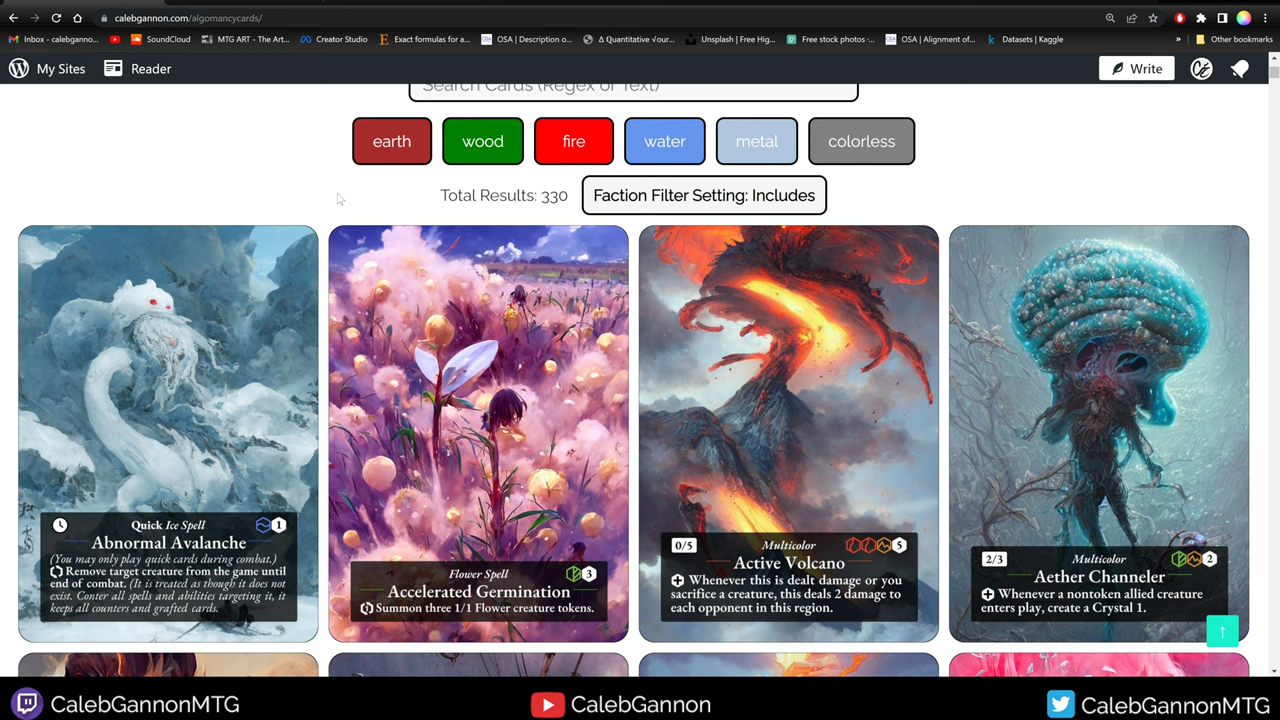 calebgannon.com/algomancycards/
Inbox - calebganno...
SoundCloud
MTG ART - The Art...
Creator Studio
Exact formulas for a...
OSA | Description o...
Δ Quantitative √our...
Unsplash | Free Hig...
Free stock photos -...
OSA | Alignment of...
Datasets | Kaggle
»
Other bookmarks
My Sites
Reader
Write
Search Cards (Regex or Text)
earth
wood
fire
water
metal
colorless
Total Results: 330
Faction Filter Setting: Includes
Quick Ice Spell
1
Abnormal Avalanche
(You may only play quick cards during combat.)
Remove target creature from the game until
end of combat. (It is treated as though it does not
exist. Conter all spells and abilities targeting it, it
keeps all counters and grafted cards.
Flower Spell
3
Accelerated Germination
Summon three 1/1 Flower creature tokens.
0/5
Multicolor
5
Active Volcano
Whenever this is dealt damage or you
sacrifice a creature, this deals 2 damage to
each opponent in this region.
2/3
Multicolor
2
Aether Channeler
Whenever a nontoken allied creature
enters play, create a Crystal 1.
↑
CalebGannonMTG
CalebGannon
CalebGannonMTG